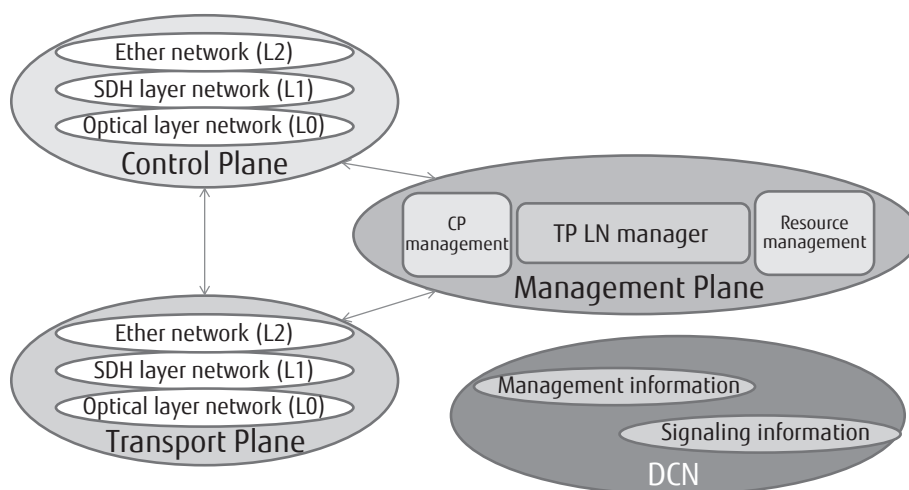 Ether network (L2)
SDH layer network (L1)
Optical layer network (L0)
Control Plane
CP
management
TP LN manager
Resource
management
Management Plane
Ether network (L2)
SDH layer network (L1)
Optical layer network (L0)
Transport Plane
Management information
Signaling information
DCN